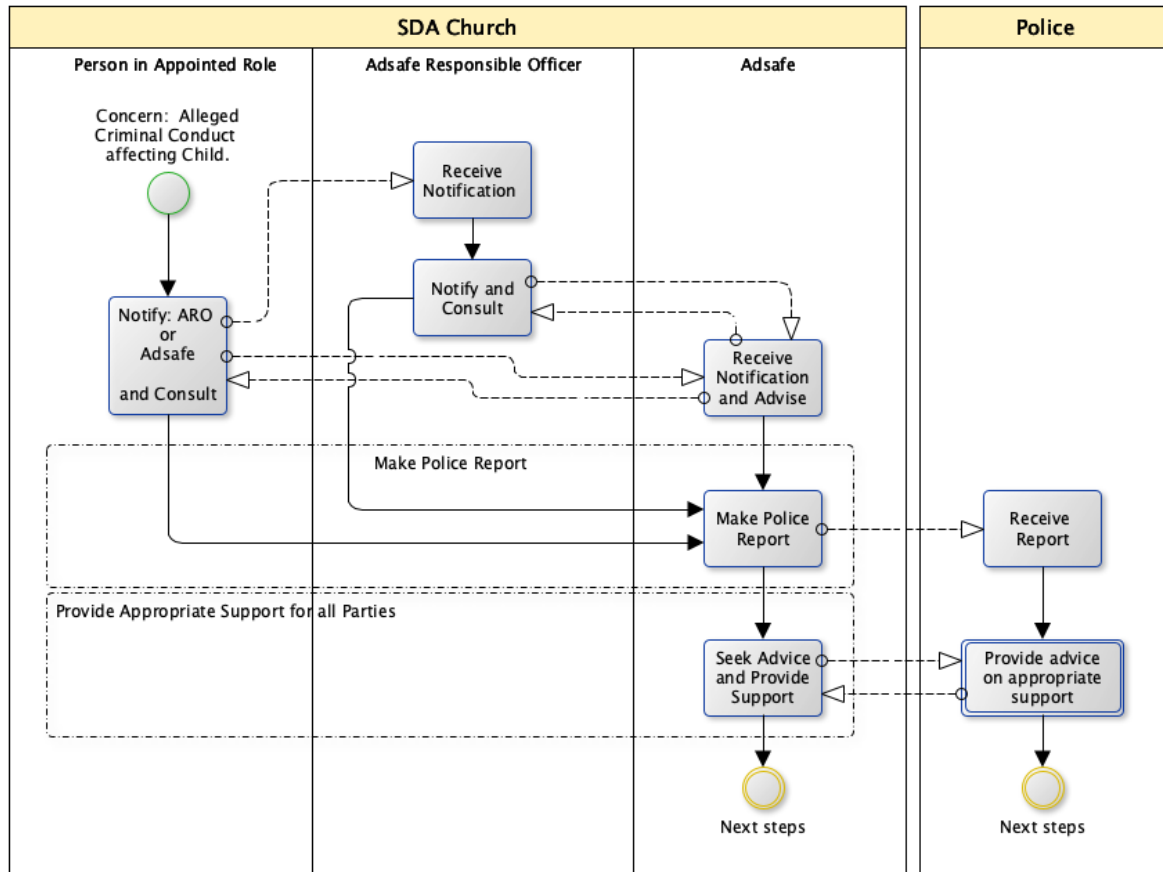 SDA Church
Police
Person in Appointed Role
Adsafe Responsible Officer
Adsafe
Concern: Alleged
Criminal Conduct
affecting Child.
Receive
Notification
Notify and
Consult
Notify: ARO
or
Adsafe
and Consult
Receive
Notification
and Advise
Make Police Report
Make Police
Report
Receive
Report
Provide Appropriate Support for all Parties
Seek Advice
and Provide
Support
Provide advice
on appropriate
support
Next steps
Next steps